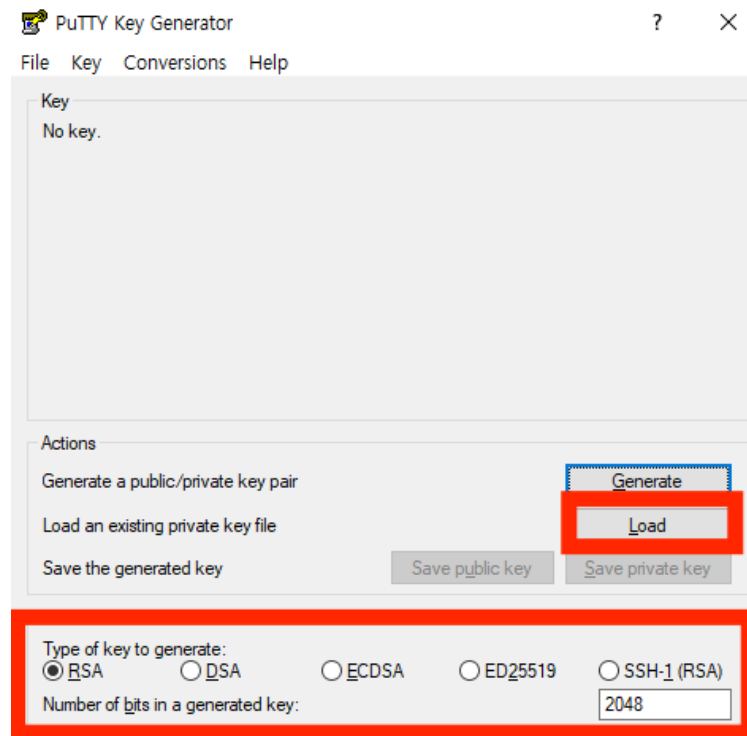 PuTTY Key Generator ? ×
File Key Conversions Help
Key
No key.
Actions
Generate a public/private key pair Generate
Load an existing private key file Load
Save the generated key Save public key Save private key
Type of key to generate:
RSA DSA ECDSA ED25519 SSH-1 (RSA)
Number of bits in a generated key: 2048